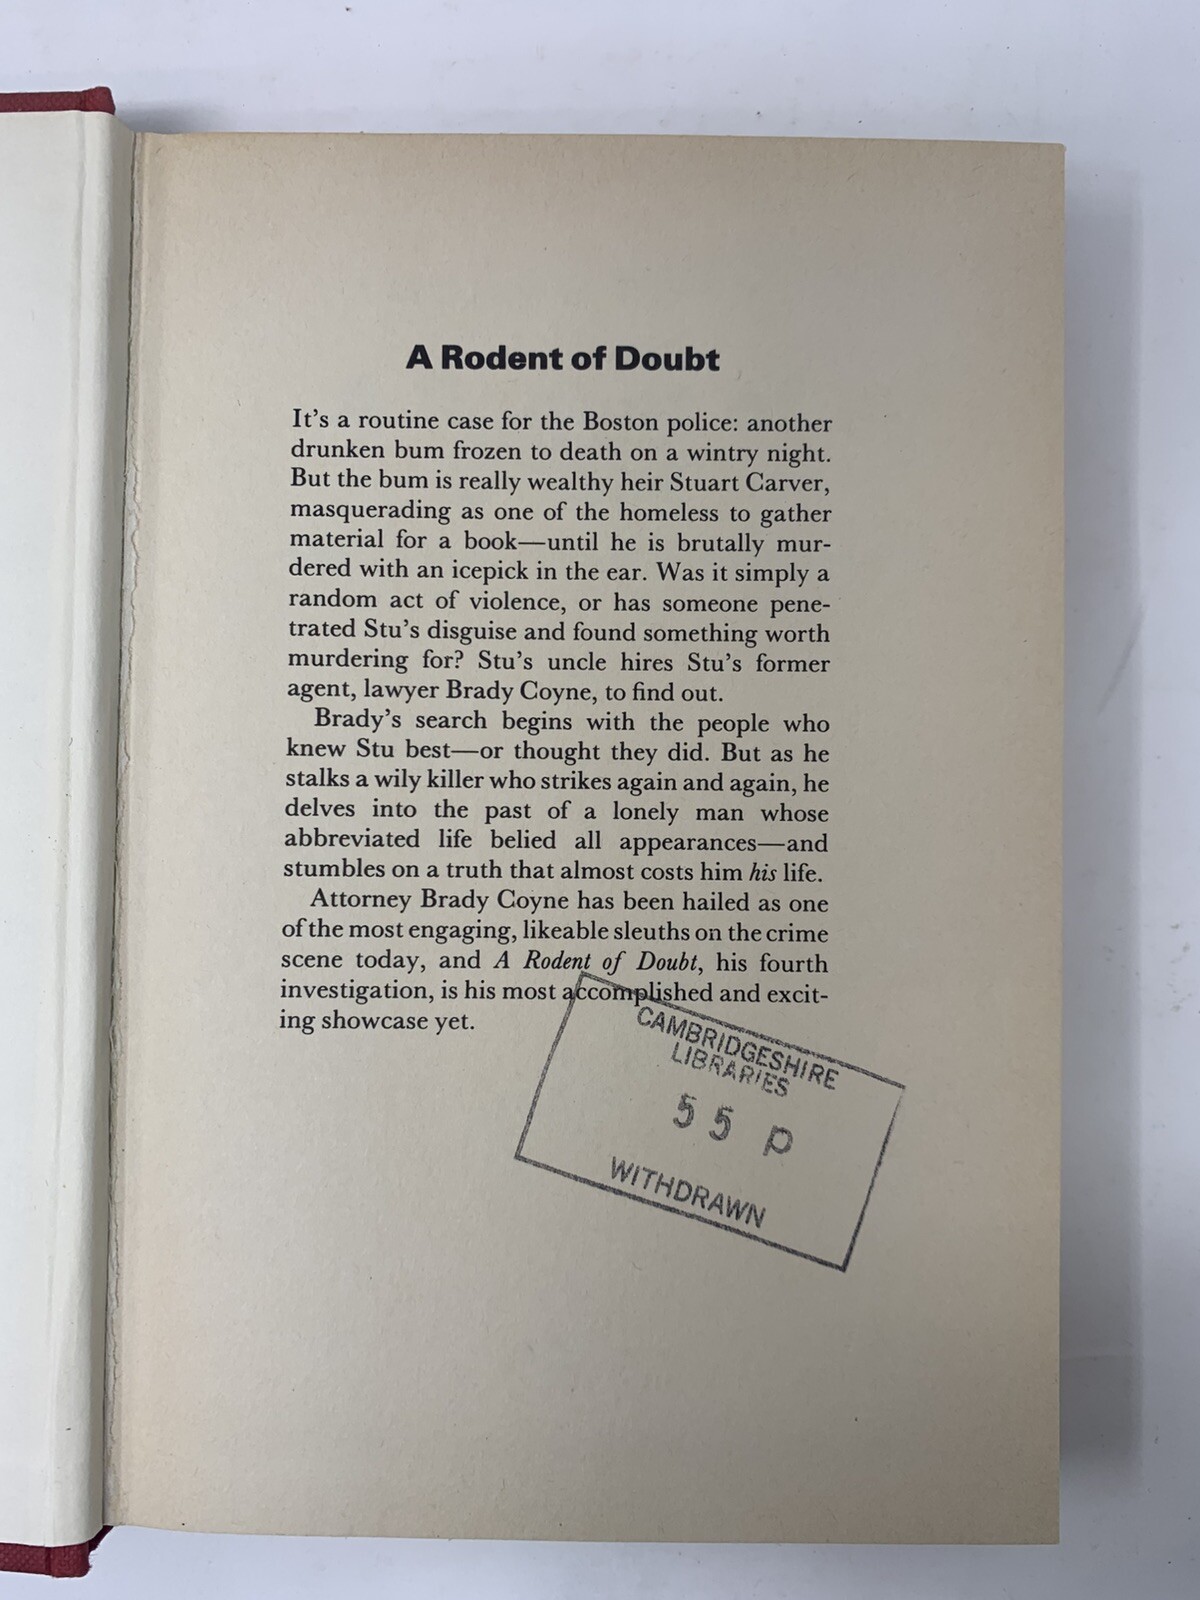 A Rodent of Doubt
It's a routine case for the Boston police: another
drunken bum frozen to death on a wintry night.
But the bum is really wealthy heir Stuart Carver,
masquerading as one of the homeless to gather
material for a book—until he is brutally mur-
dered with an icepick in the ear. Was it simply a
random act of violence, or has someone pene-
trated Stu's disguise and found something worth
murdering for? Stu's uncle hires Stu's former
agent, lawyer Brady Coyne, to find out.
Brady's search begins with the people who
knew Stu best—or thought they did. But as he
stalks a wily killer who strikes again and again, he
delves into the past of a lonely man whose
abbreviated life belied all appearances—and
stumbles on a truth that almost costs him his life.
Attorney Brady Coyne has been hailed as one
of the most engaging, likeable sleuths on the crime
scene today, and A Rodent of Doubt, his fourth
investigation, is his most accomplished and excit-
ing showcase yet.
CAMBRIDGESHIRE
LIBRARIES
55 p
WITHDRAWN